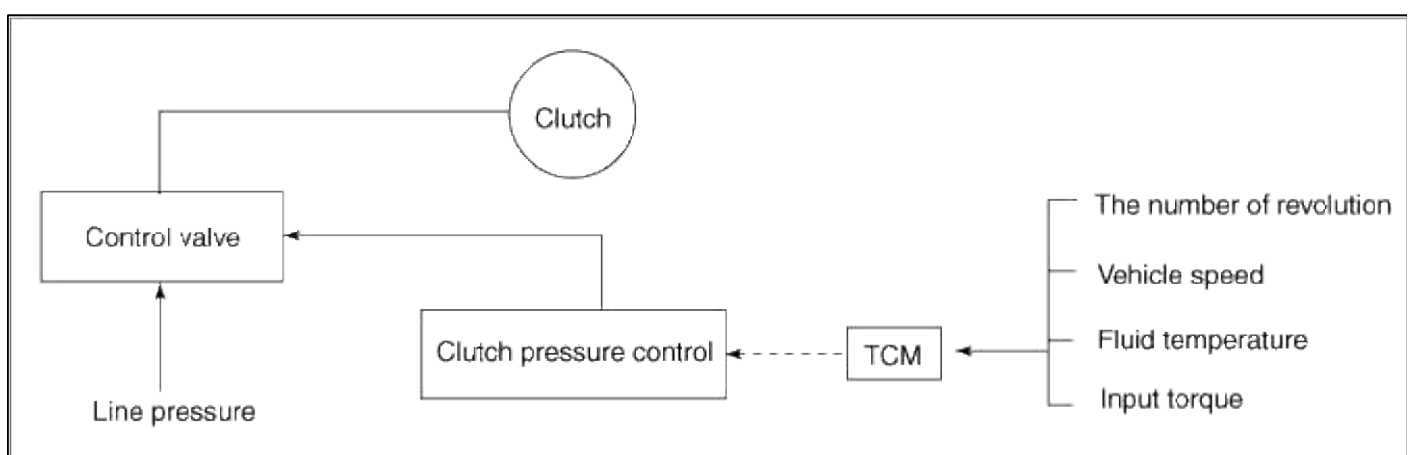 Clutch
Control valve
Line pressure
Clutch pressure control
TCM
The number of revolution
Vehicle speed
Fluid temperature
Input torque